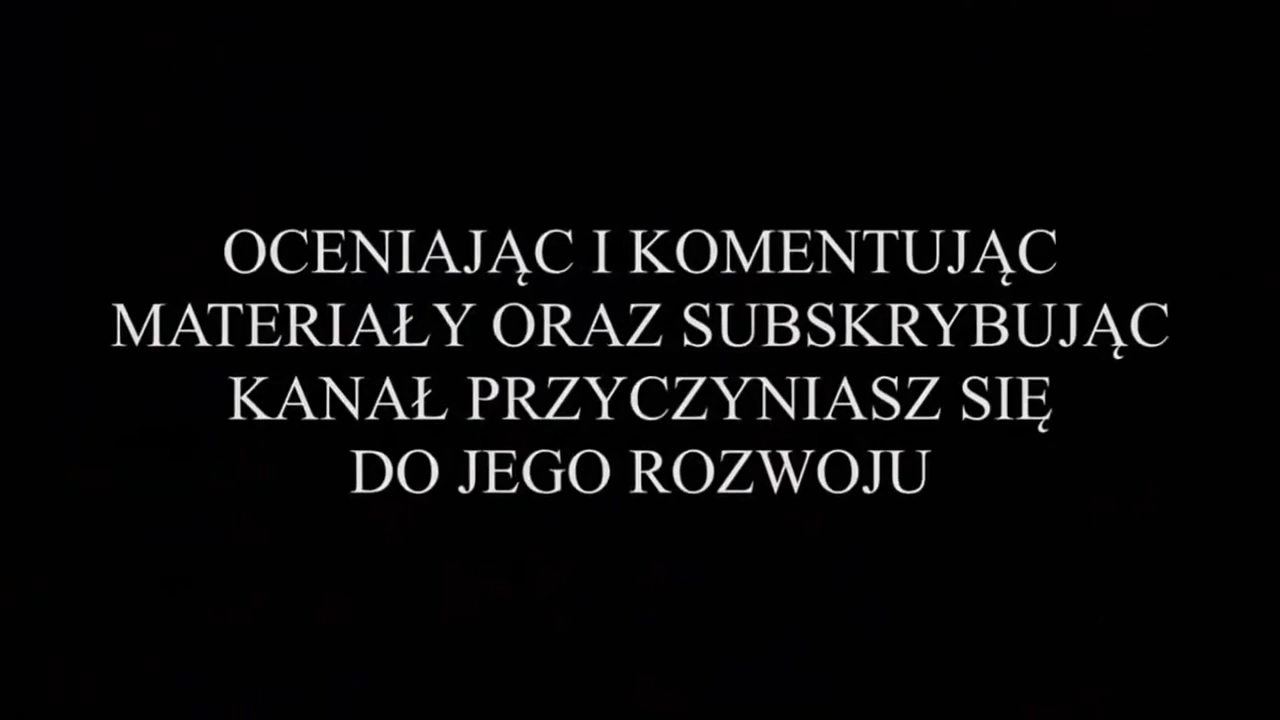 OCENIAJĄC I KOMENTUJĄC
MATERIAŁY ORAZ SUBSKRYBUJĄC
KANAŁ PRZYCZYNIASZ SIĘ
DO JEGO ROZWOJU